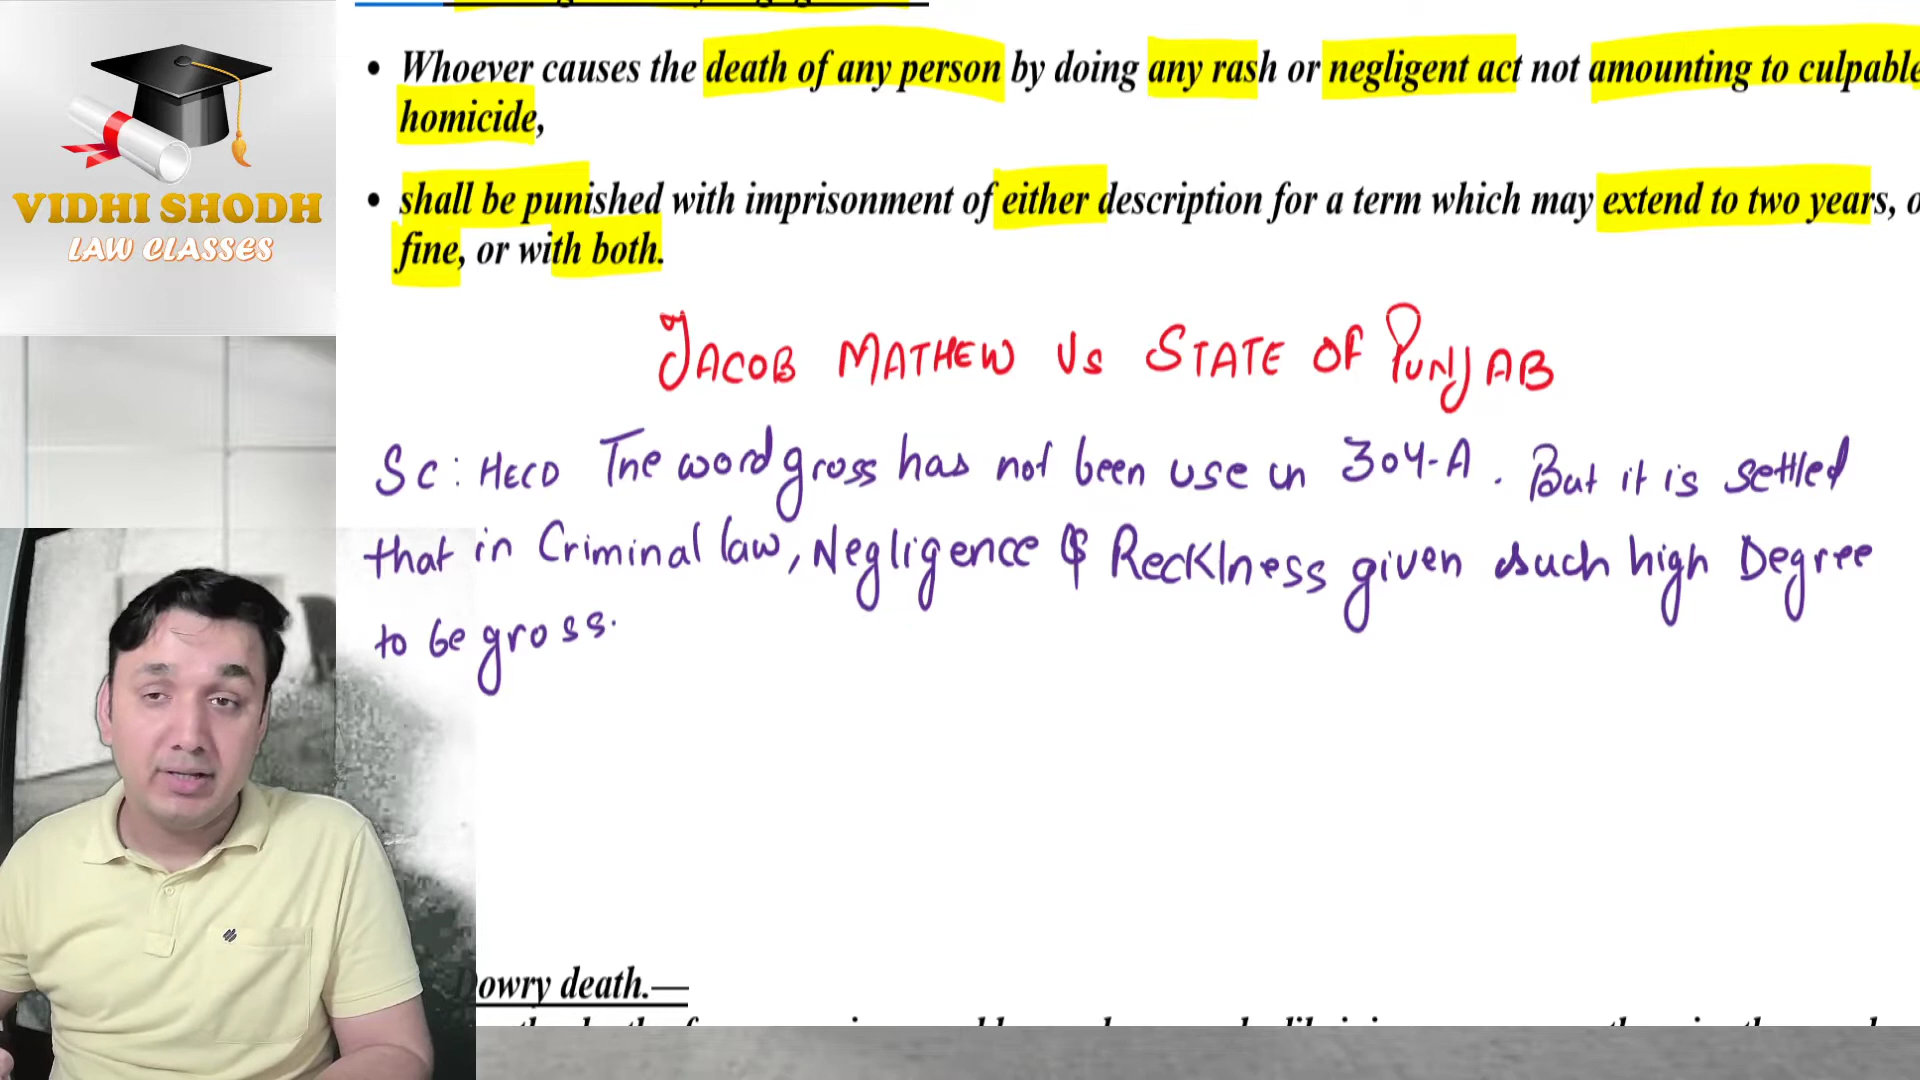 VIDHI SHODH
LAW CLASSES
• Whoever causes the death of any person by doing any rash or negligent act not amounting to culpable
homicide,
• shall be punished with imprisonment of either description for a term which may extend to two years, o
fine, or with both.
JACOB MATHEW Vs STATE OF PUNJAB
SC : HECD The word gross has not been use in 304-A. But it is settled
that in Criminal law, Negligence & Recklness given such high Degree
to be gross.
Dowry death.—